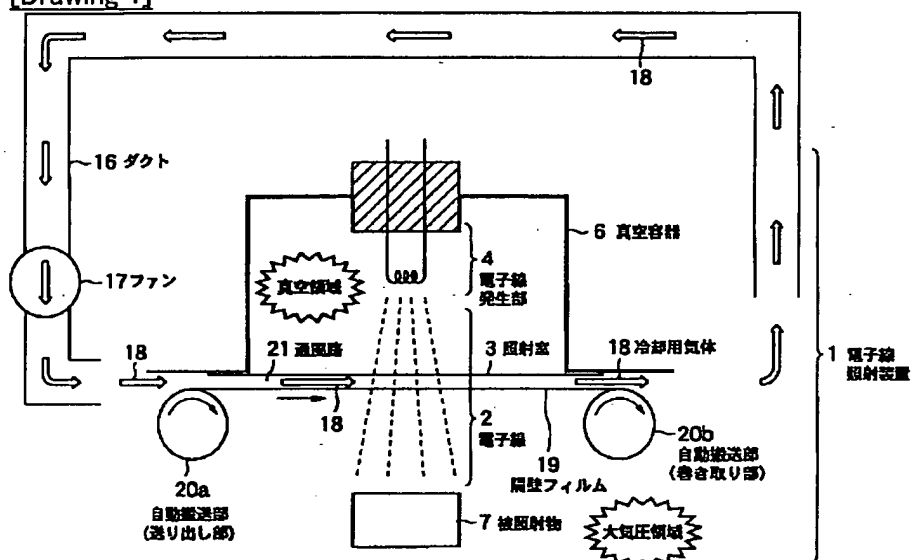 [Drawing 1]
18
16 ダクト
6 真空容器
4
電子線
発生部
真空領域
17 ファン
18
21 通風路
3 照射室
18 冷却用気体
1 電子線
照射装置
18
2
電子線
19
隔壁フィルム
20b
自動搬送部
(巻き取り部)
20a
自動搬送部
(送り出し部)
7 被照射物
大気圧領域